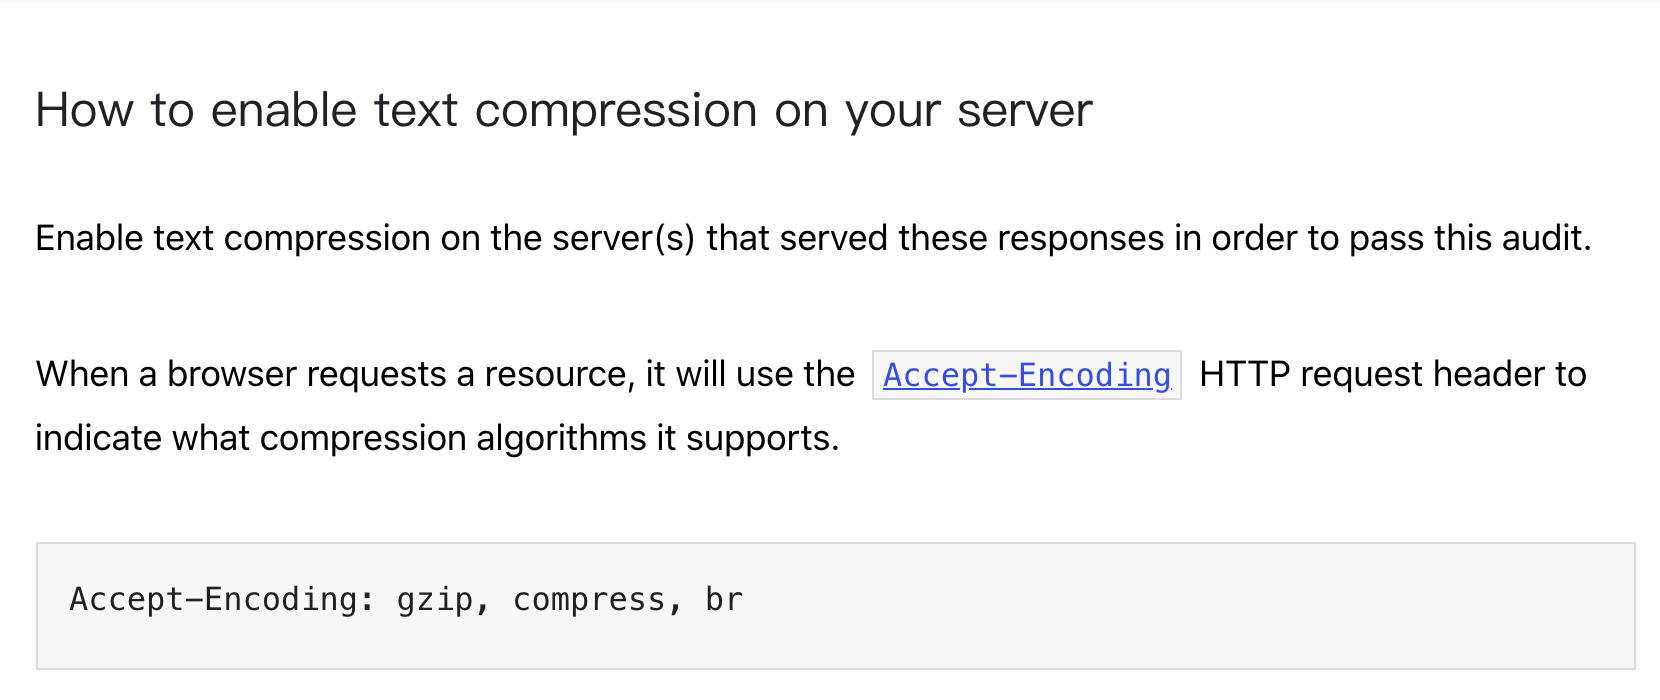 How to enable text compression on your server
Enable text compression on the server(s) that served these responses in order to pass this audit.
When a browser requests a resource, it will use the Accept-Encoding HTTP request header to
indicate what compression algorithms it supports.
Accept-Encoding: gzip, compress, br